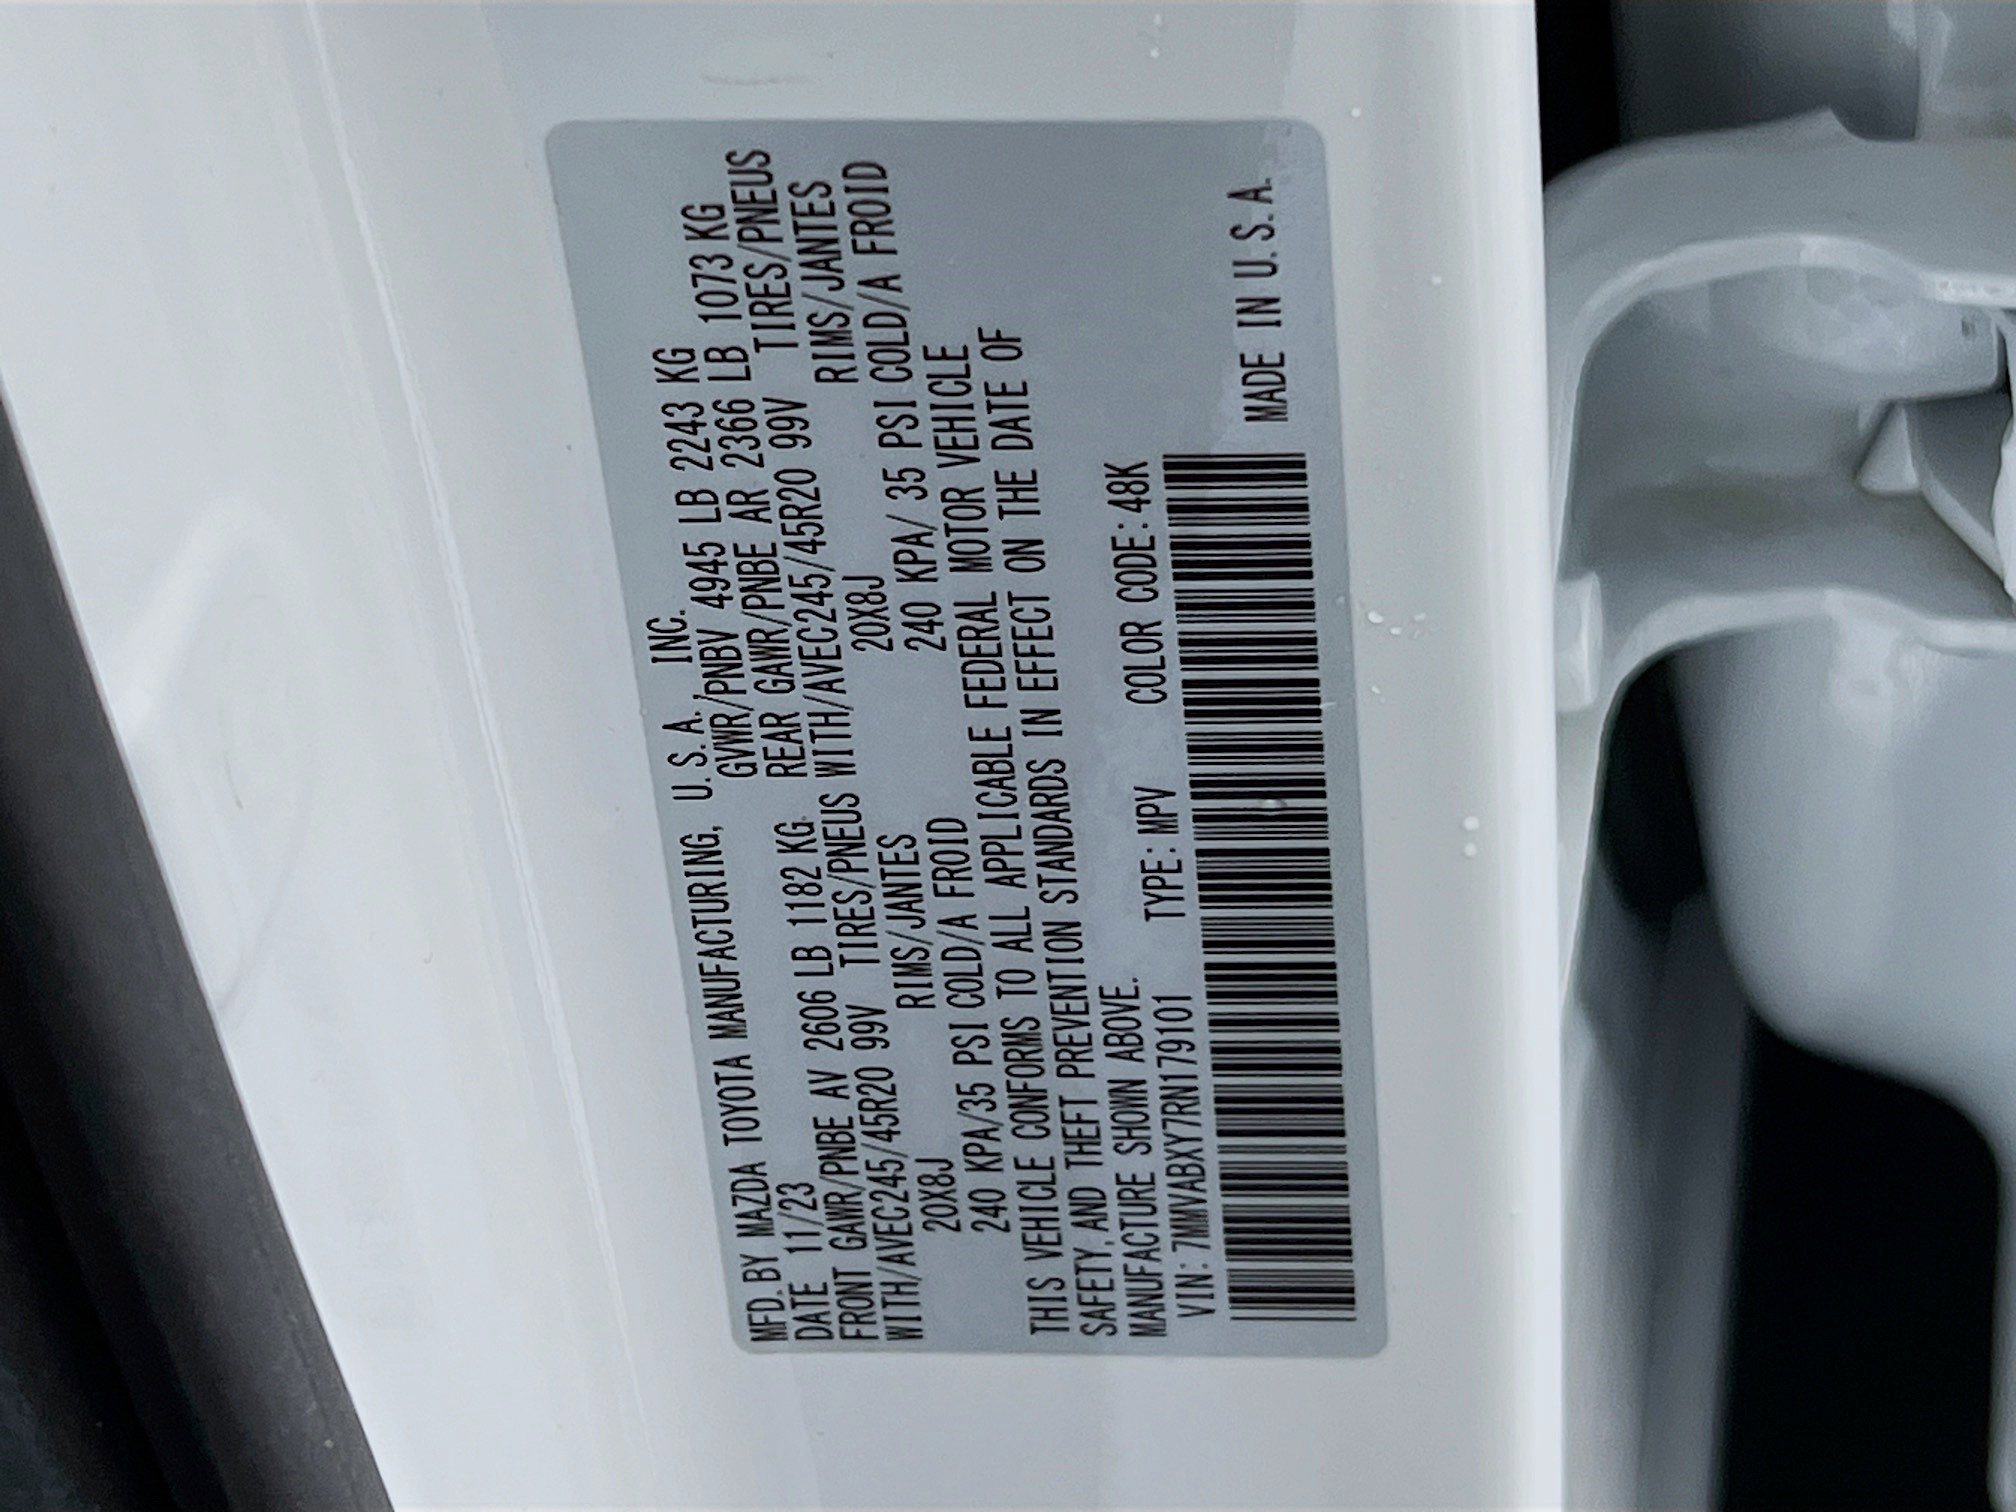 MFD. BY MAZDA TOYOTA MANUFACTURING, U.S.A., INC.
DATE 11/23 GVWR/PNBV 4945 LB 2243 KG
FRONT GAWR/PNBE AV 2606 LB 1182 KG. REAR GAWR/PNBE AR 2366 LB 1073 KG
WITH/AVEC245/45R20 99V TIRES/PNEUS WITH/AVEC245/45R20 99V TIRES/PNEUS
20X8J RIMS/JANTES 20X8J RIMS/JANTES
240 KPA/35 PSI COLD/A FROID 240 KPA/ 35 PSI COLD/A FROID
THIS VEHICLE CONFORMS TO ALL APPLICABLE FEDERAL MOTOR VEHICLE
SAFETY, AND THEFT PREVENTION STANDARDS IN EFFECT ON THE DATE OF
MANUFACTURE SHOWN ABOVE.
VIN: 7MMVABXY7RN179101 TYPE: MPV COLOR CODE: 48K
MADE IN U.S.A.